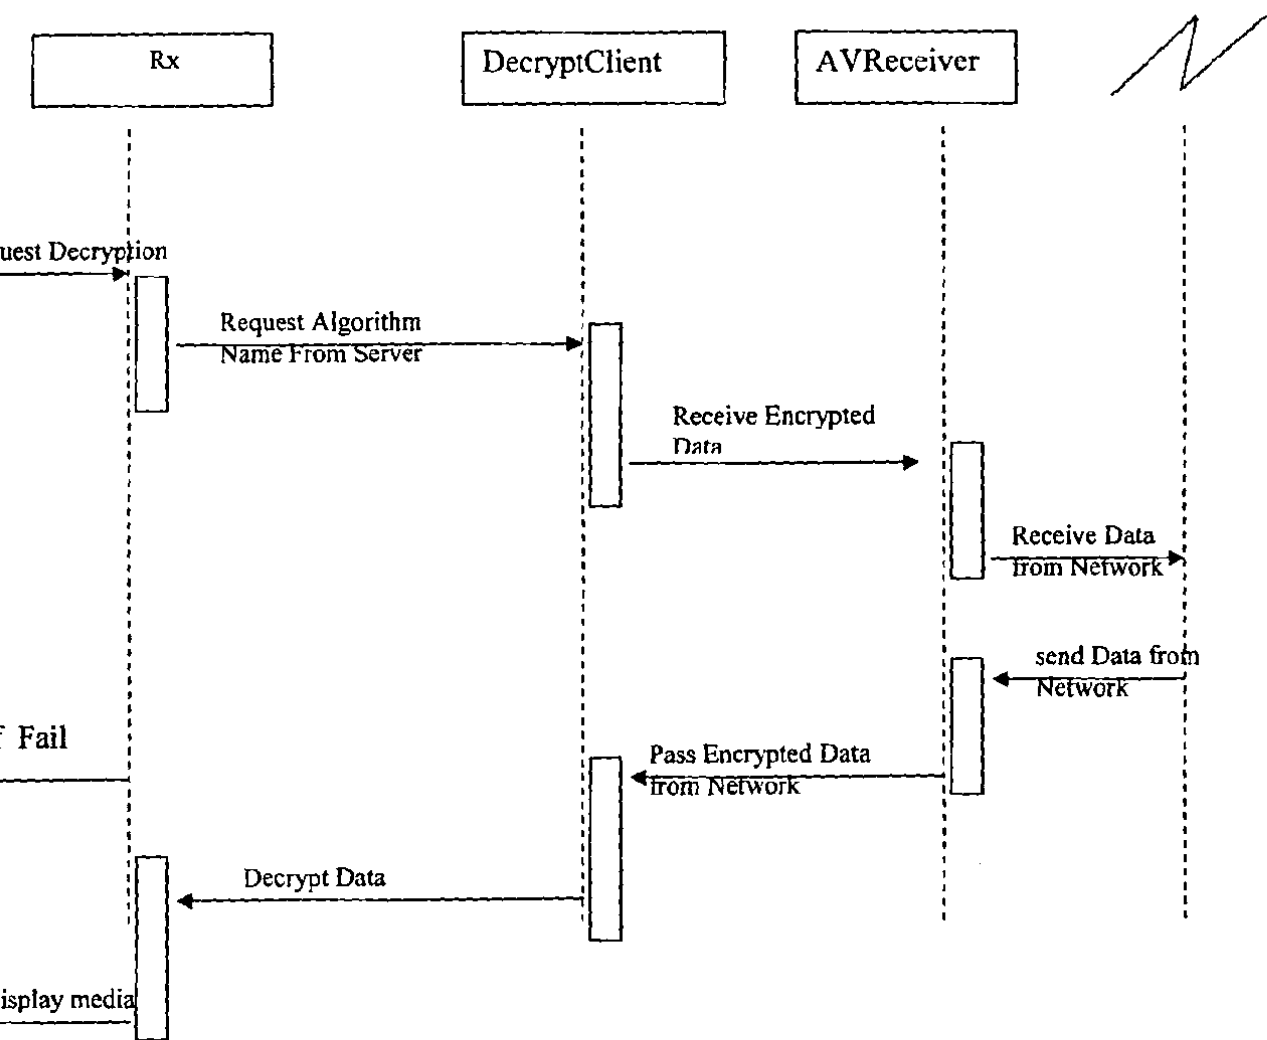 Rx
DecryptClient
AVReceiver
uest Decryption
Request Algorithm
Name From Server
Receive Encrypted
Data
Receive Data
from Network
send Data from
Network
f Fail
Pass Encrypted Data
from Network
Decrypt Data
isplay media